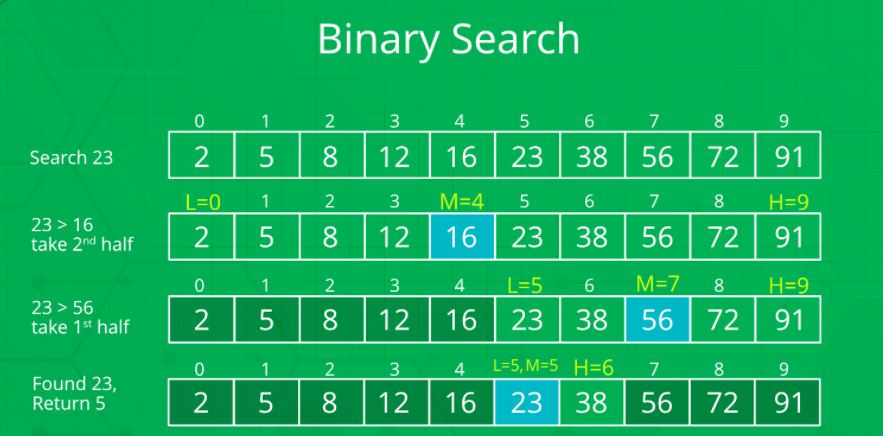 Binary Search
0 1 2 3 4 5 6 7 8 9
Search 23
2 5 8 12 16 23 38 56 72 91
L=0 1 2 3 M=4 5 6 7 8 H=9
23 > 16
take 2nd half
2 5 8 12 16 23 38 56 72 91
0 1 2 3 4 L=5 6 M=7 8 H=9
23 > 56
take 1st half
2 5 8 12 16 23 38 56 72 91
0 1 2 3 4 L=5, M=5 H=6 7 8 9
Found 23,
Return 5
2 5 8 12 16 23 38 56 72 91